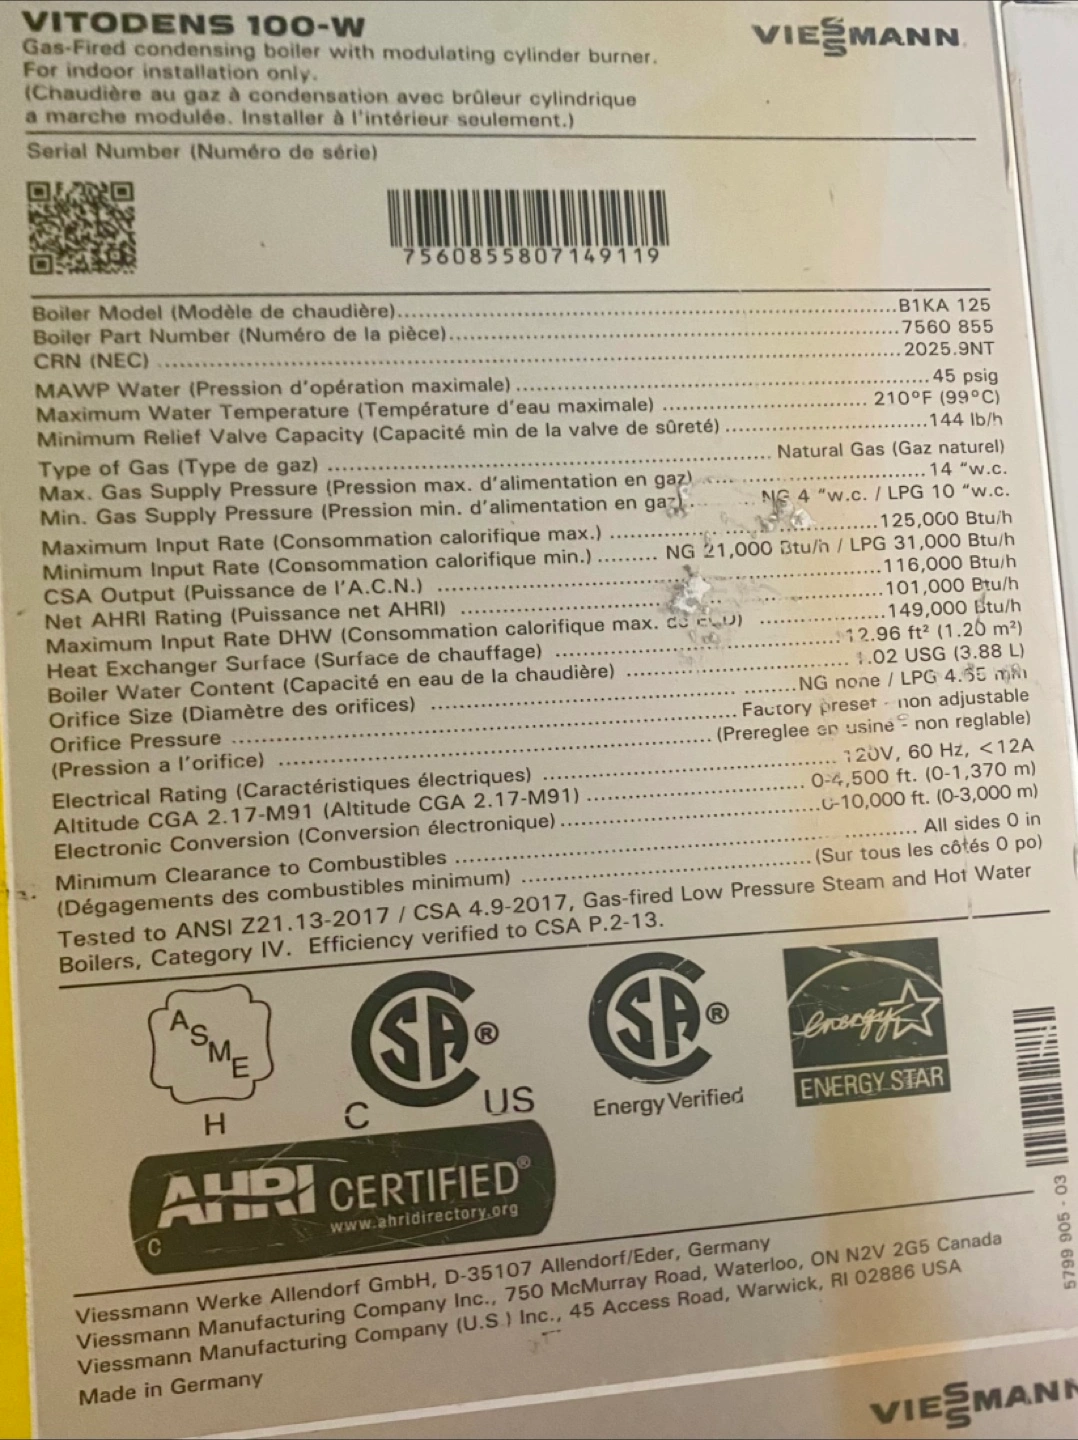 VITODENS 100-W
VIESSMANN
Gas-Fired condensing boiler with modulating cylinder burner.
For indoor installation only.
(Chaudière au gaz à condensation avec brûleur cylindrique
a marche modulée. Installer à l'intérieur seulement.)
Serial Number (Numéro de série)
7560855807149119
Boiler Model (Modèle de chaudière)..........B1KA 125
Boiler Part Number (Numéro de la pièce)..........7560 855
CRN (NEC) ..........2025.9NT
MAWP Water (Pression d'opération maximale) ..........45 psig
Maximum Water Temperature (Température d'eau maximale) .......... 210°F (99°C)
Minimum Relief Valve Capacity (Capacité min de la valve de sûreté) ..........144 lb/h
Type of Gas (Type de gaz) .......... Natural Gas (Gaz naturel)
Max. Gas Supply Pressure (Pression max. d'alimentation en gaz) ..........14 "w.c.
Min. Gas Supply Pressure (Pression min. d'alimentation en gaz) .......... NG 4 "w.c. / LPG 10 "w.c.
Maximum Input Rate (Consommation calorifique max.) ..........125,000 Btu/h
Minimum Input Rate (Consommation calorifique min.) .......... NG 21,000 Btu/h / LPG 31,000 Btu/h
CSA Output (Puissance de l'A.C.N.) ..........116,000 Btu/h
Net AHRI Rating (Puissance net AHRI) ..........101,000 Btu/h
Maximum Input Rate DHW (Consommation calorifique max. de ) ..........149,000 Btu/h
Heat Exchanger Surface (Surface de chauffage) ..........12.96 ft² (1.20 m²)
Boiler Water Content (Capacité en eau de la chaudière) .......... 1.02 USG (3.88 L)
Orifice Size (Diamètre des orifices) ..........NG none / LPG mm
Orifice Pressure .......... Factory preset - non adjustable
(Pression a l'orifice) .......... (Prereglee en usine - non reglable)
Electrical Rating (Caractéristiques électriques) .......... 120V, 60 Hz, <12A
Altitude CGA 2.17-M91 (Altitude CGA 2.17-M91) .......... 0-4,500 ft. (0-1,370 m)
Electronic Conversion (Conversion électronique) ..........0-10,000 ft. (0-3,000 m)
Minimum Clearance to Combustibles .......... All sides 0 in
(Dégagements des combustibles minimum) ..........(Sur tous les côtés 0 po)
Tested to ANSI Z21.13-2017 / CSA 4.9-2017, Gas-fired Low Pressure Steam and Hot Water
Boilers, Category IV. Efficiency verified to CSA P.2-13.
ASME
H
C SA® US
SA®
Energy Verified
energy
ENERGY STAR
AHRI CERTIFIED®
www.ahridirectory.org
C
5799 905 - 03
Viessmann Werke Allendorf GmbH, D-35107 Allendorf/Eder, Germany
Viessmann Manufacturing Company Inc., 750 McMurray Road, Waterloo, ON N2V 2G5 Canada
Viessmann Manufacturing Company (U.S.) Inc., 45 Access Road, Warwick, RI 02886 USA
Made in Germany
VIESSMANN